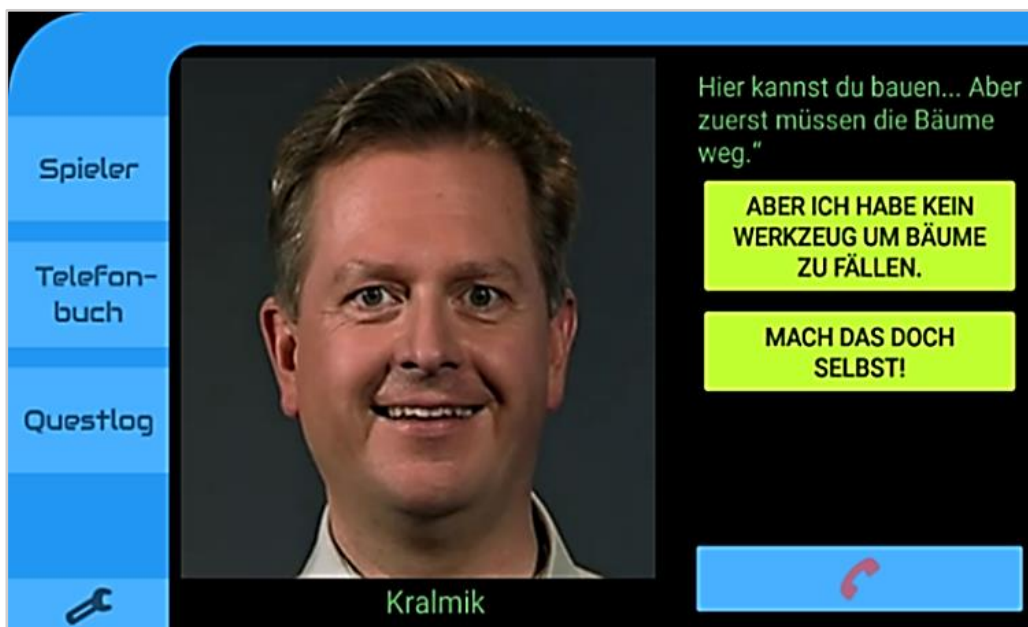 Spieler
Telefon-
buch
Questlog
Hier kannst du bauen... Aber
zuerst müssen die Bäume
weg.“
ABER ICH HABE KEIN
WERKZEUG UM BÄUME
ZU FÄLLEN.
MACH DAS DOCH
SELBST!
Kralmik